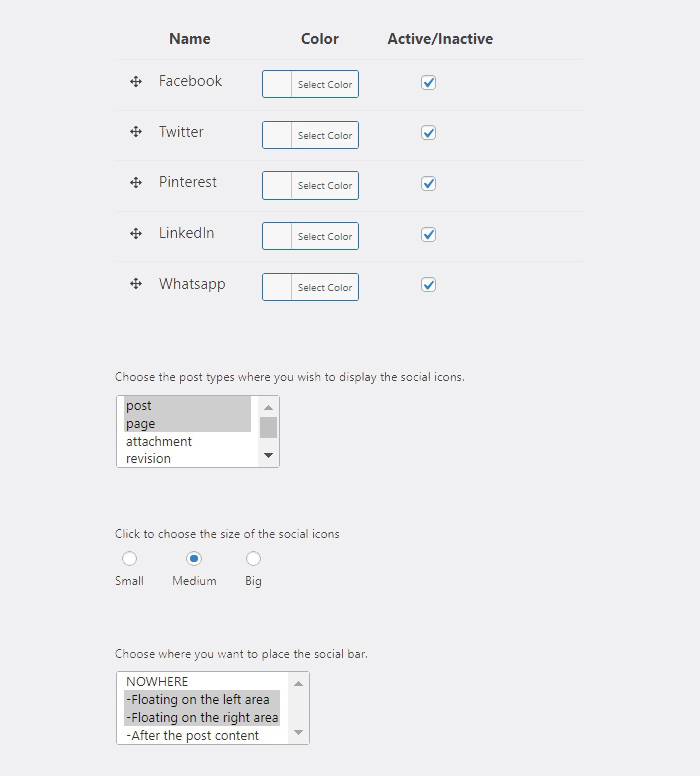 Name Color Active/Inactive
Facebook Select Color
Twitter Select Color
Pinterest Select Color
LinkedIn Select Color
Whatsapp Select Color
Choose the post types where you wish to display the social icons.
post
page
attachment
revision
Click to choose the size of the social icons
Small Medium Big
Choose where you want to place the social bar.
NOWHERE
-Floating on the left area
-Floating on the right area
-After the post content